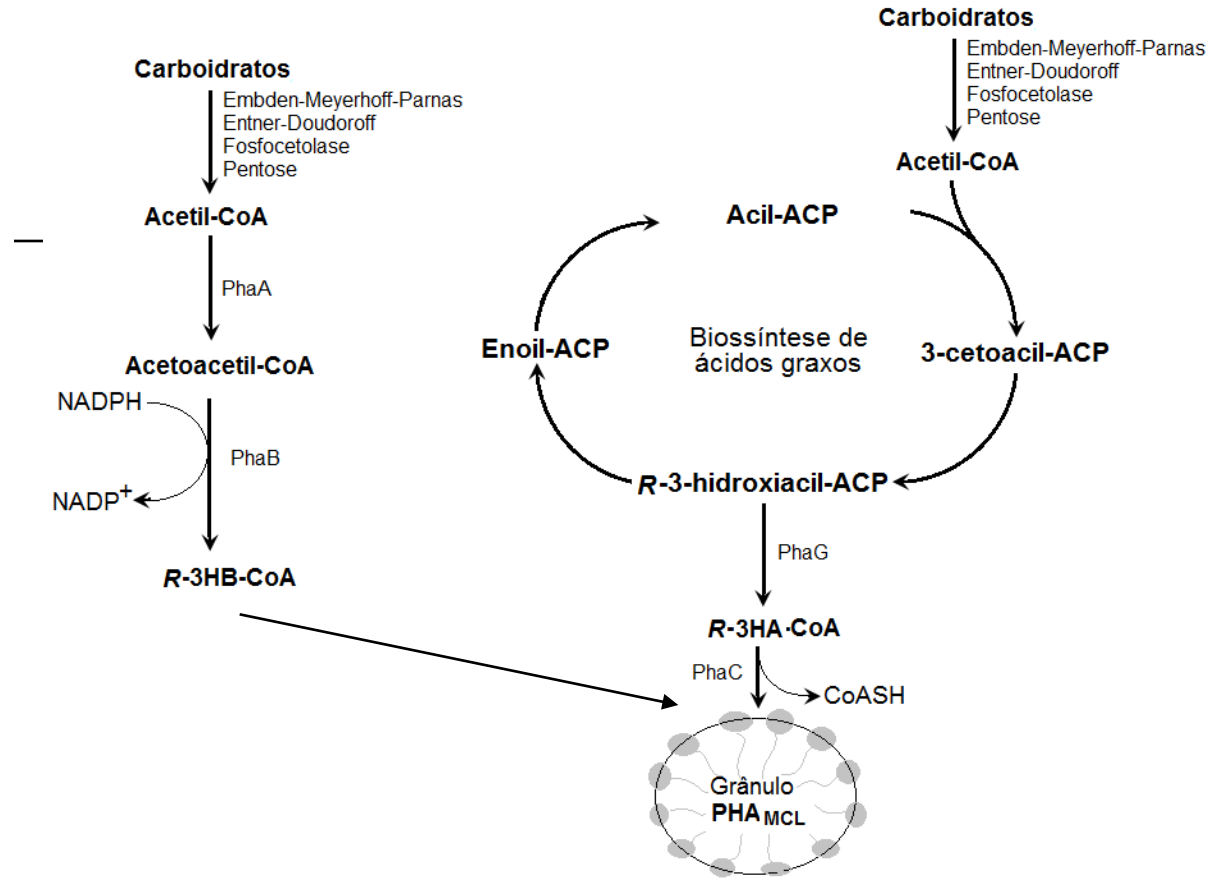 Carboidratos
Embden-Meyerhoff-Parnas
Entner-Doudoroff
Fosfocetolase
Pentose
Acetil-CoA
PhaA
Acetoacetil-CoA
NADPH
PhaB
NADP+
R-3HB-CoA
Carboidratos
Embden-Meyerhoff-Parnas
Entner-Doudoroff
Fosfocetolase
Pentose
Acetil-CoA
Acil-ACP
Enoil-ACP
Biossíntese de
ácidos graxos
3-cetoacil-ACP
R-3-hidroxiacil-ACP
PhaG
R-3HA·CoA
PhaC
CoASH
Grânulo
PHA MCL